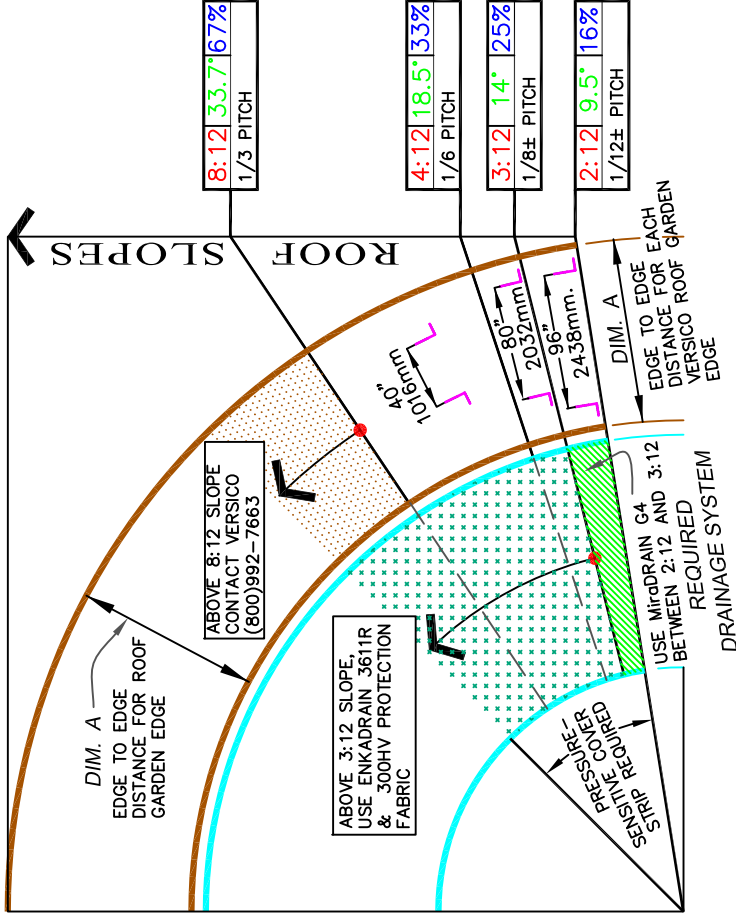 8:12 33.7° 67%
1/3 PITCH
4:12 18.5° 33%
1/6 PITCH
3:12 14° 25%
1/8± PITCH
2:12 9.5° 16%
1/12± PITCH
ROOF SLOPES
DIM. A
EDGE TO EDGE
DISTANCE FOR ROOF
GARDEN EDGE
ABOVE 8:12 SLOPE
CONTACT VERSICO
(800)992-7663
40"
1016mm
80"
2032mm
96"
2438mm.
DIM. A
EDGE TO EDGE
DISTANCE FOR EACH
VERSICO ROOF GARDEN
EDGE
ABOVE 3:12 SLOPE,
USE ENKADRAIN 3611R
& 300HV PROTECTION
FABRIC
USE MiraDRAIN G4
BETWEEN 2:12 AND 3:12
REQUIRED
DRAINAGE SYSTEM
PRESSURE-
SENSITIVE COVER
STRIP REQUIRED